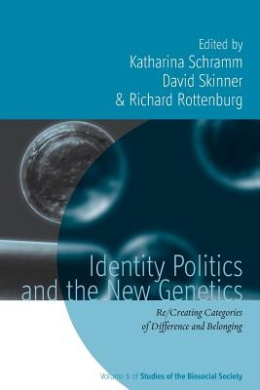 Edited by
Katharina Schramm
David Skinner
& Richard Rottenburg
Identity Politics
and the New Genetics
Re/Creating Categories
of Difference and Belonging
Volume 6 of Studies of the Biosocial Society